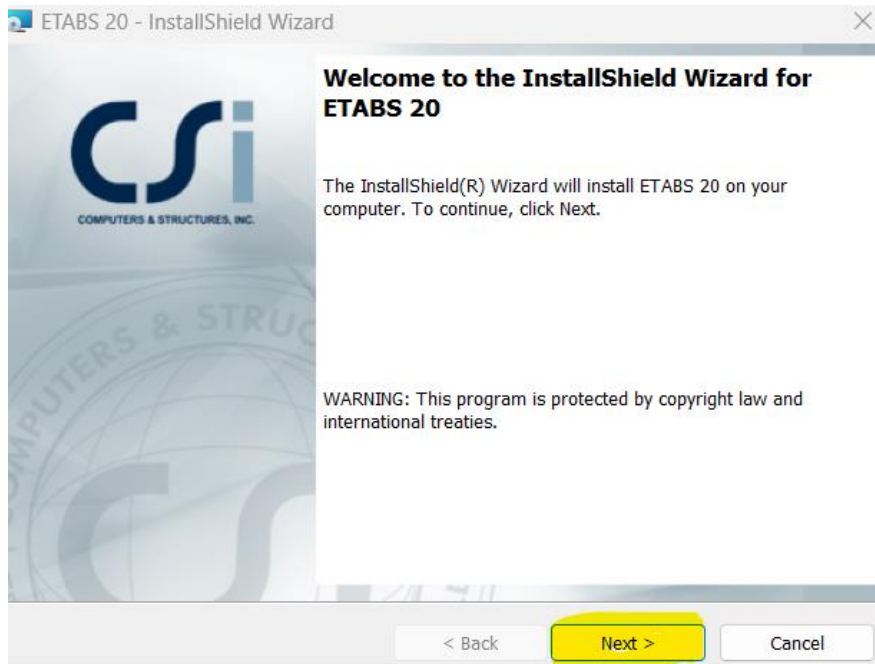 ETABS 20 - InstallShield Wizard
CSi
COMPUTERS & STRUCTURES, INC.
Welcome to the InstallShield Wizard for
ETABS 20
The InstallShield(R) Wizard will install ETABS 20 on your
computer. To continue, click Next.
COMPUTERS & STRUC
WARNING: This program is protected by copyright law and
international treaties.
< Back
Next >
Cancel